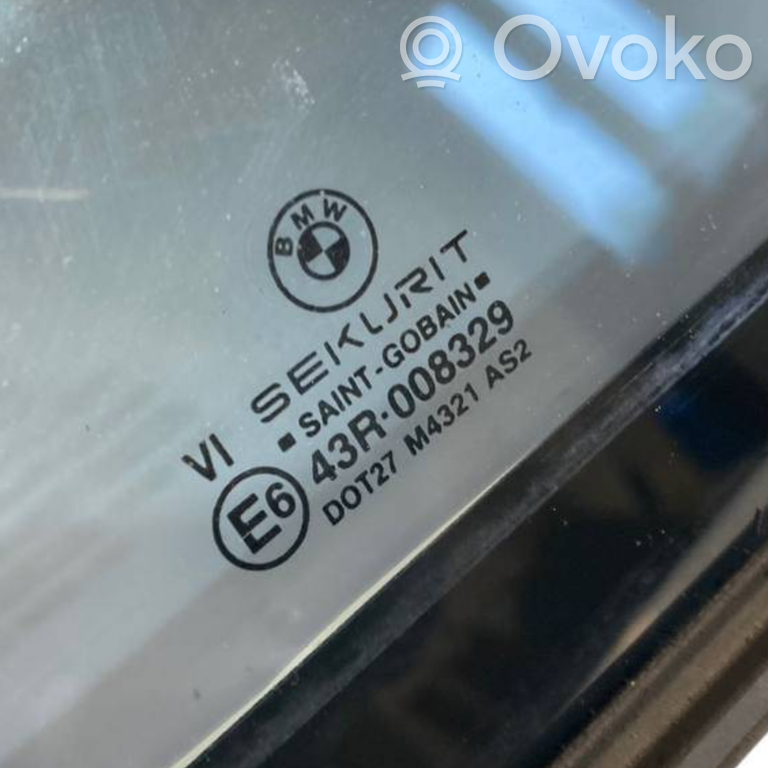 Ovoko
BMW
SEKURIT
▪ SAINT-GOBAIN ▪
VI
E6
43R·008329
DOT27 M4321 AS2